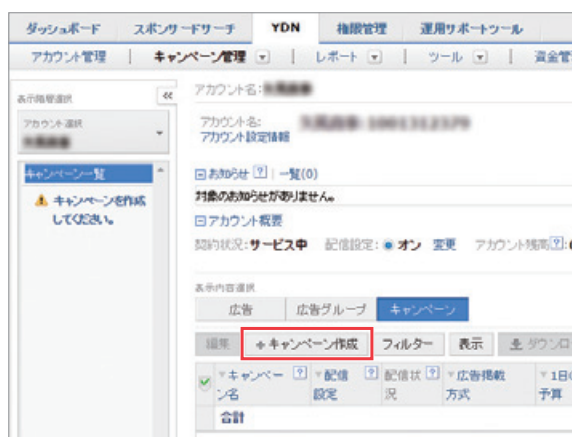 ダッシュボード スポンサードサーチ YDN 権限管理 運用サポートツール
アカウント管理 キャンペーン管理 レポート ツール 資金管
表示階層選択 «
アカウント選択
キャンペーン一覧
キャンペーンを作成
してください。
アカウント名:
アカウント名:
アカウント設定情報
お知らせ ? | 一覧(0)
対象のお知らせがありません。
アカウント概要
契約状況:サービス中 配信設定: オン 変更 アカウント残高?:
表示内容選択
広告 広告グループ キャンペーン
編集 +キャンペーン作成 フィルター 表示 ダウンロ
キャンペー ? 配信 ? 配信状 ? 広告掲載 1日
ン名 設定 況 方式 予算
合計